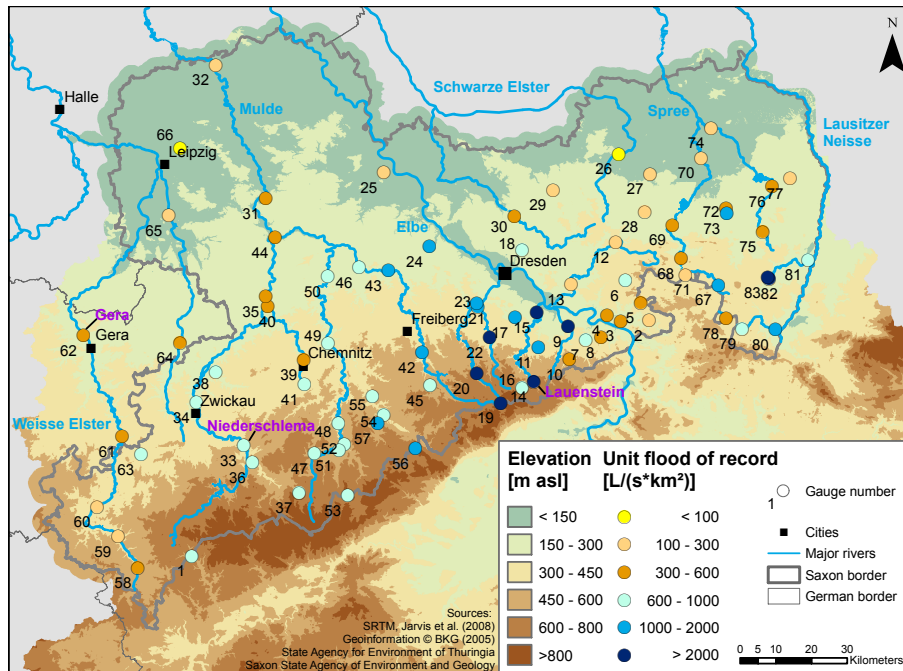 N
32
Halle
Mulde
Schwarze Elster
Spree
Lausitzer
Neisse
66
Leipzig
74
26
25
27
70
29
76
77
31
28
72
73
65
30
69
75
44
Elbe
18
24
Dresden
12
81
50
46
43
13
6
68
71
67
83
82
Gera
35
40
Freiberg
23
21
17
15
4
5
3
2
78
79
80
62
Gera
64
49
Chemnitz
42
22
11
9
8
7
10
38
39
41
20
16
14
Lauenstein
45
55
19
34
Zwickau
54
Weisse Elster
Niederschlema
48
57
61
63
33
36
47
52
51
56
37
53
60
59
1
58
Elevation
[m asl]
< 150
150 - 300
300 - 450
450 - 600
600 - 800
>800
Unit flood of record
[L/(s*km²)]
< 100
100 - 300
300 - 600
600 - 1000
1000 - 2000
> 2000
Gauge number
1
Cities
Major rivers
Saxon border
German border
0 5 10 20 30
Kilometers
Sources:
SRTM, Jarvis et al. (2008)
Geoinformation © BKG (2005)
State Agency for Environment of Thuringia
Saxon State Agency of Environment and Geology